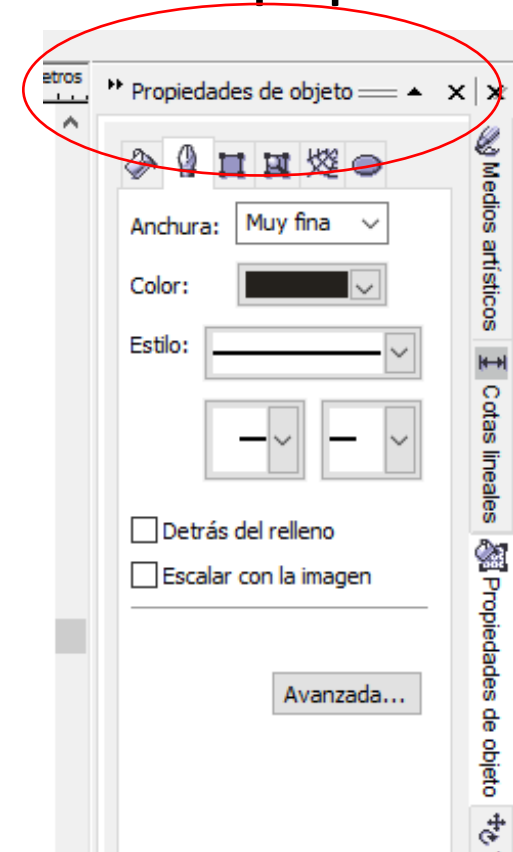 etros
Propiedades de objeto
Anchura: Muy fina
Color:
Estilo:
Detrás del relleno
Escalar con la imagen
Avanzada...
Medios artísticos
Cotas lineales
Propiedades de objeto